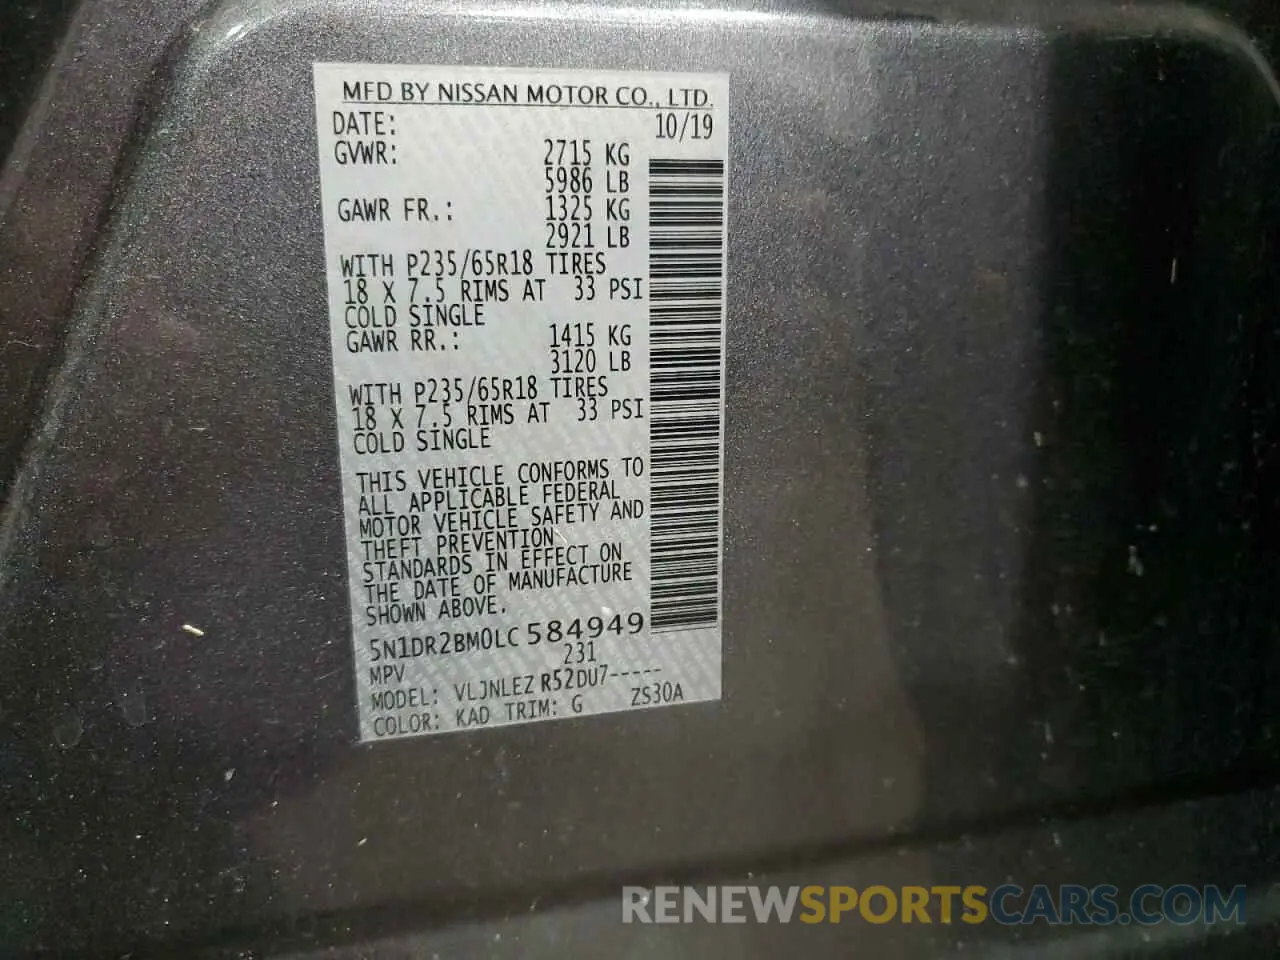 MFD BY NISSAN MOTOR CO., LTD.
DATE: 10/19
GVWR: 2715 KG
5986 LB
GAWR FR.: 1325 KG
2921 LB
WITH P235/65R18 TIRES
18 X 7.5 RIMS AT 33 PSI
COLD SINGLE
GAWR RR.: 1415 KG
3120 LB
WITH P235/65R18 TIRES
18 X 7.5 RIMS AT 33 PSI
COLD SINGLE
THIS VEHICLE CONFORMS TO
ALL APPLICABLE FEDERAL
MOTOR VEHICLE SAFETY AND
THEFT PREVENTION
STANDARDS IN EFFECT ON
THE DATE OF MANUFACTURE
SHOWN ABOVE.
5N1DR2BM0LC584949
MPV 231
MODEL: VLJNLEZ R52DU7-----
COLOR: KAD TRIM: G ZS30A
RENEWSPORTSCARS.COM